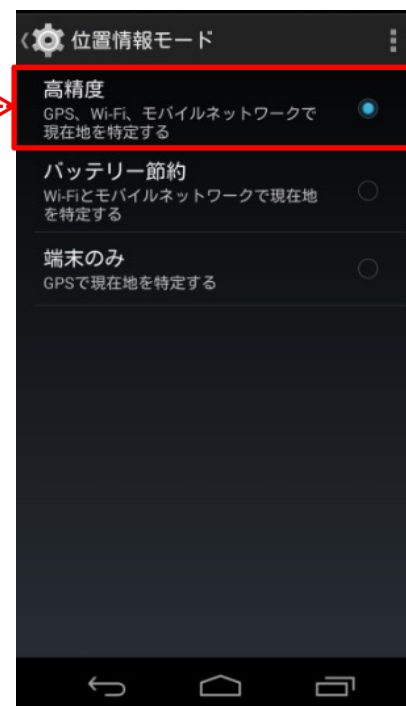 位置情報モード
高精度
GPS、Wi-Fi、モバイルネットワークで
現在地を特定する
バッテリー節約
Wi-Fiとモバイルネットワークで現在地
を特定する
端末のみ
GPSで現在地を特定する